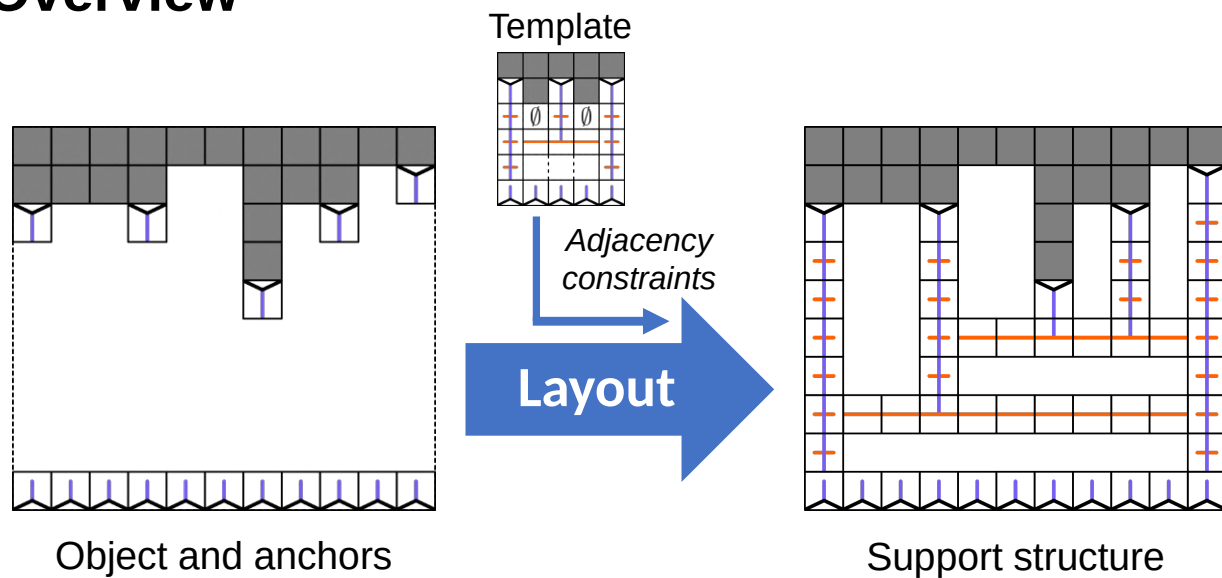 Overview
Template
∅ ∅
Adjacency
constraints
Layout
Object and anchors
Support structure